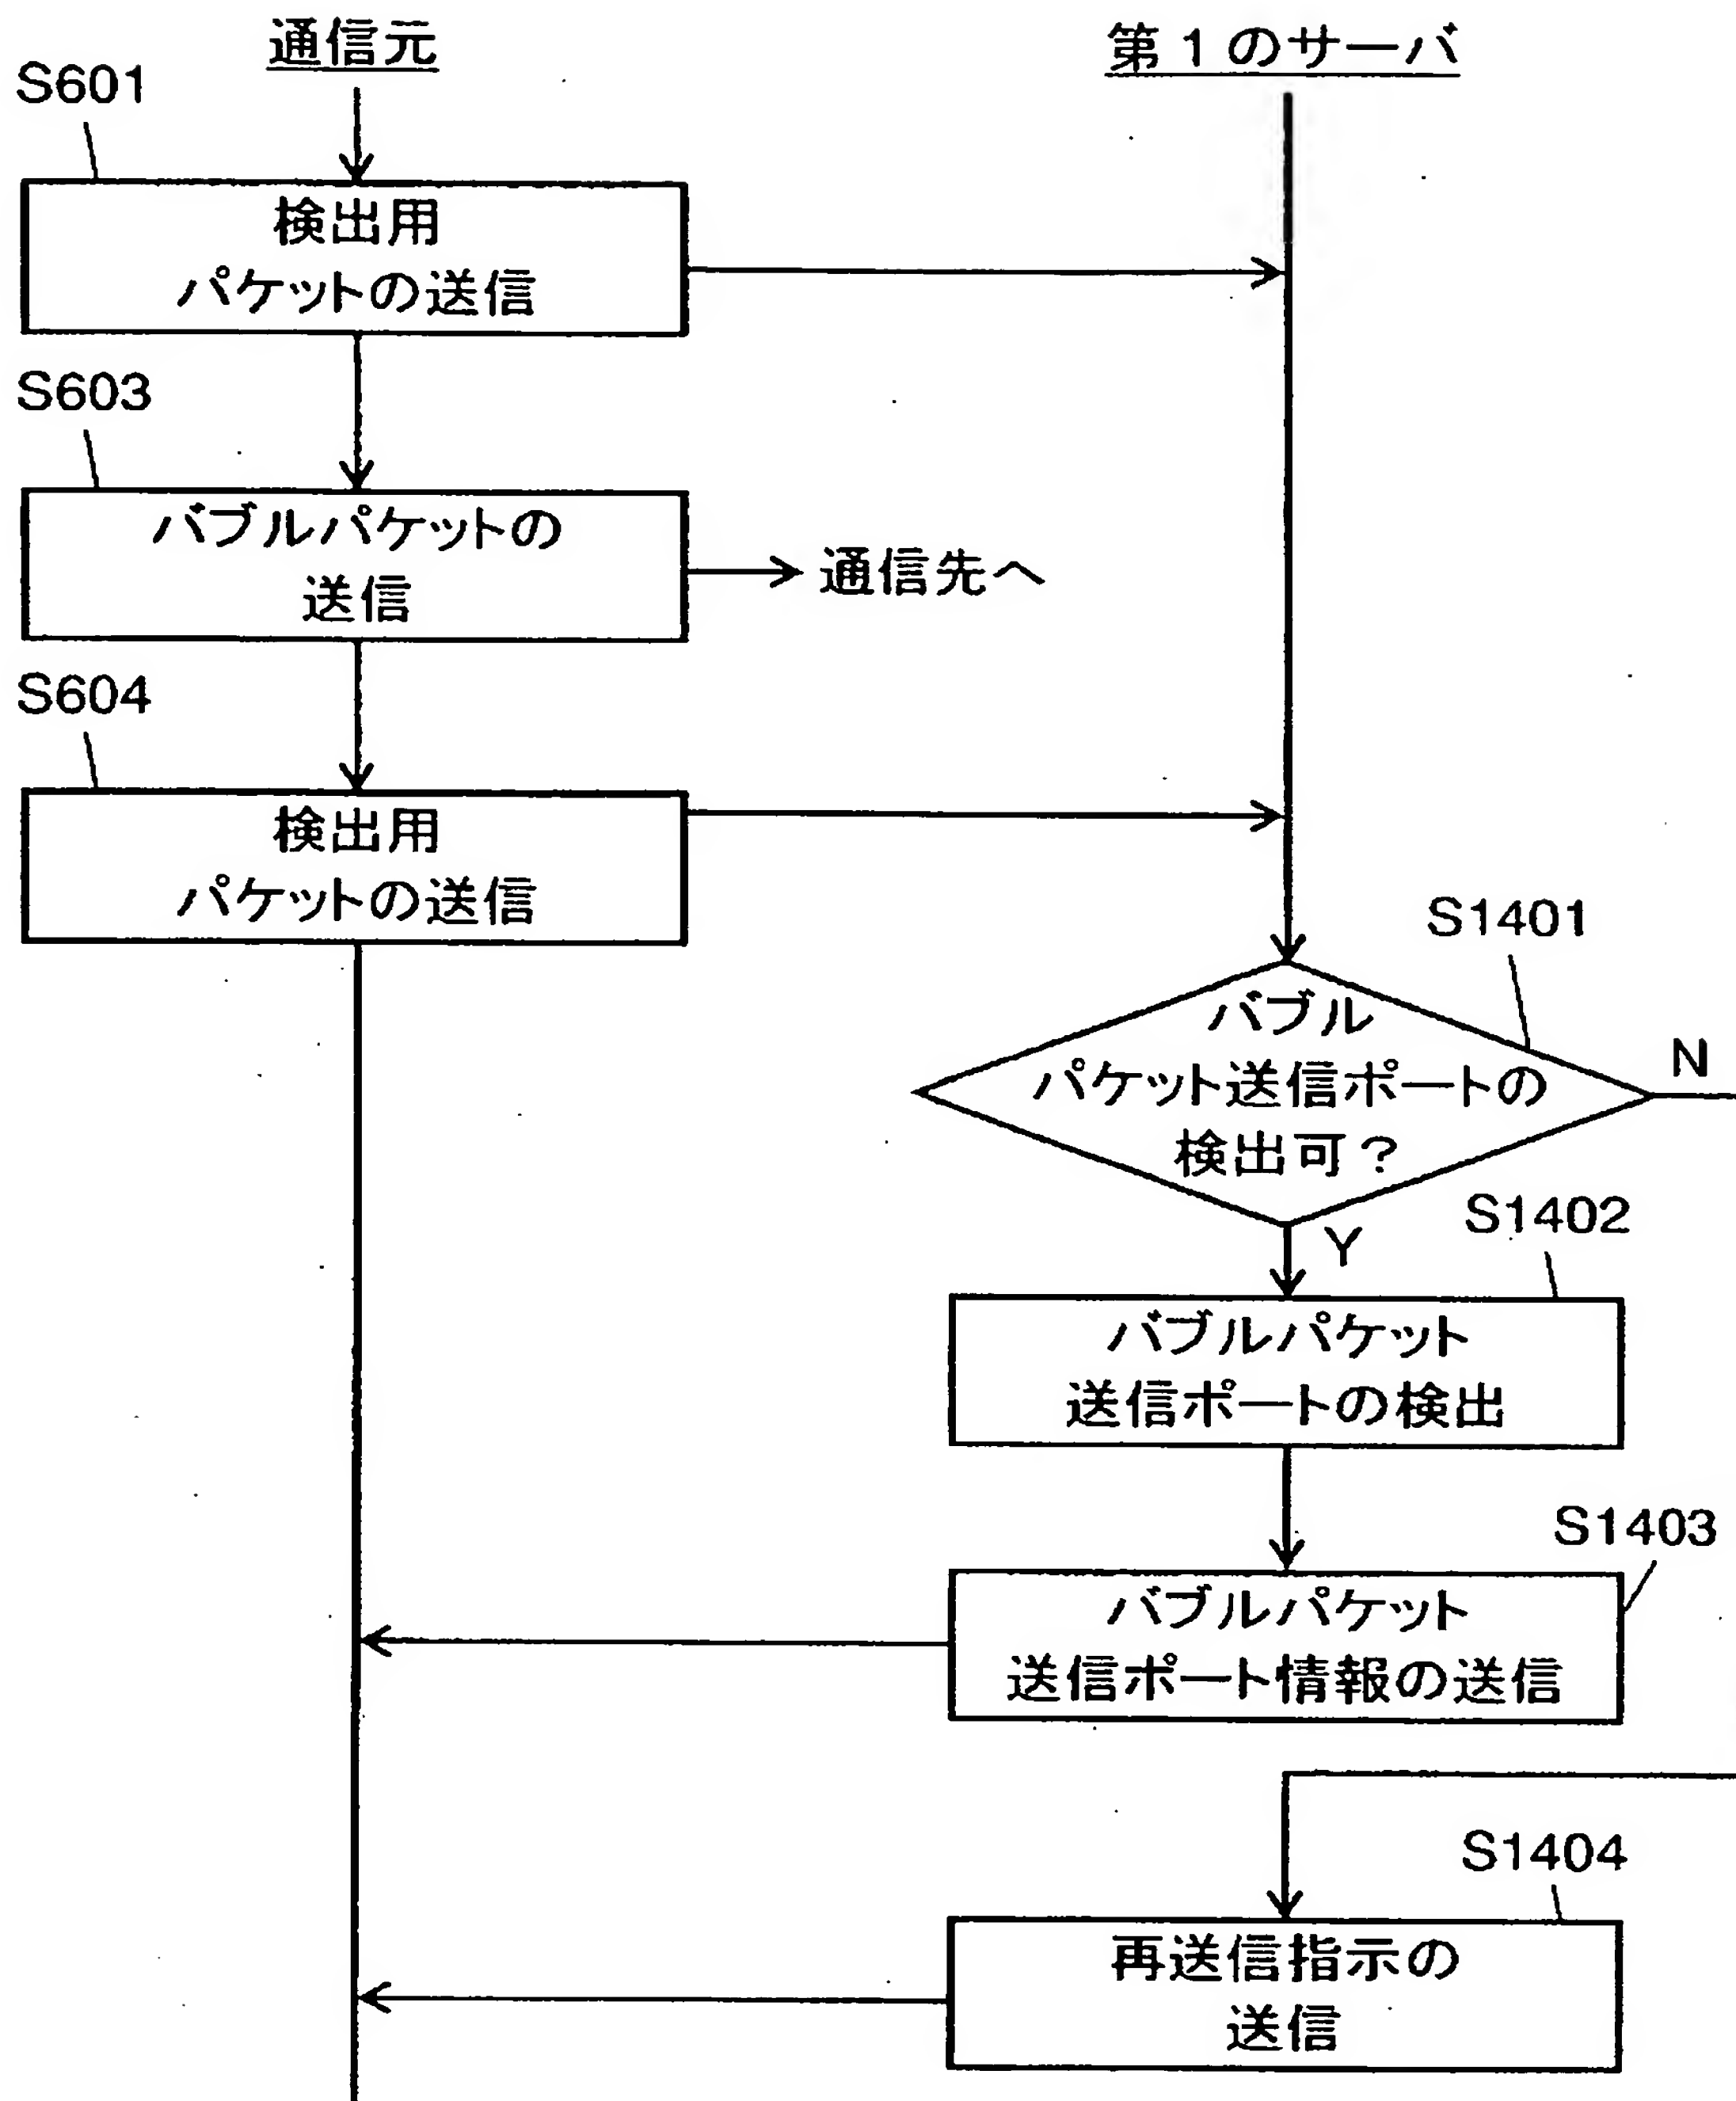 通信元
第1のサーバ
S601
検出用
パケットの送信
S603
バブルパケットの
送信
通信先へ
S604
検出用
パケットの送信
S1401
バブル
パケット送信ポートの
検出可？
N
Y
S1402
バブルパケット
送信ポートの検出
S1403
バブルパケット
送信ポート情報の送信
S1404
再送信指示の
送信